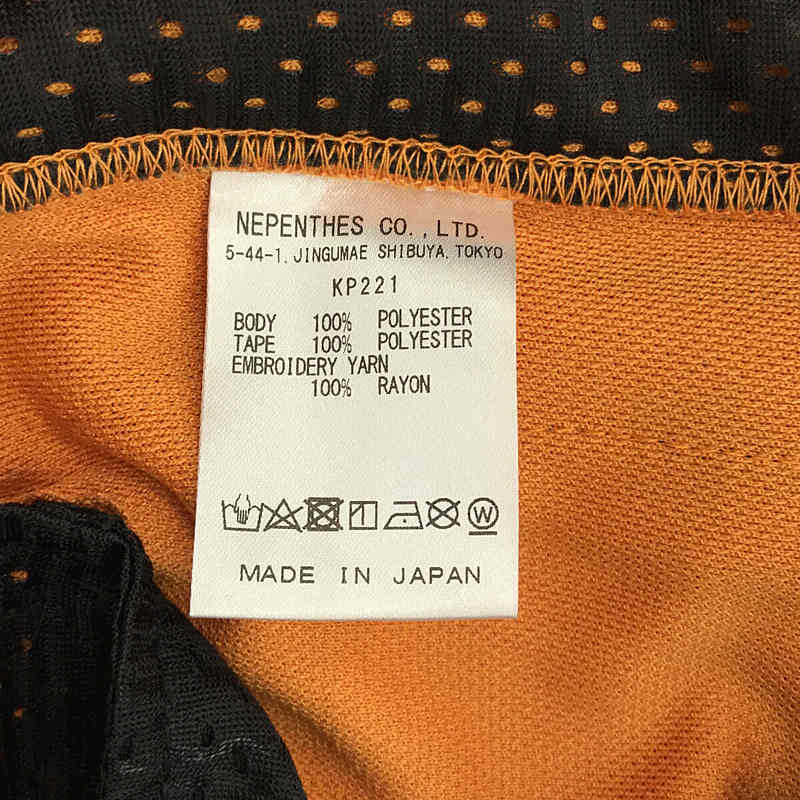 NEPENTHES CO., LTD.
5-44-1, JINGUMAE SHIBUYA, TOKYO
KP221
BODY 100% POLYESTER
TAPE 100% POLYESTER
EMBROIDERY YARN
100% RAYON
W
MADE IN JAPAN